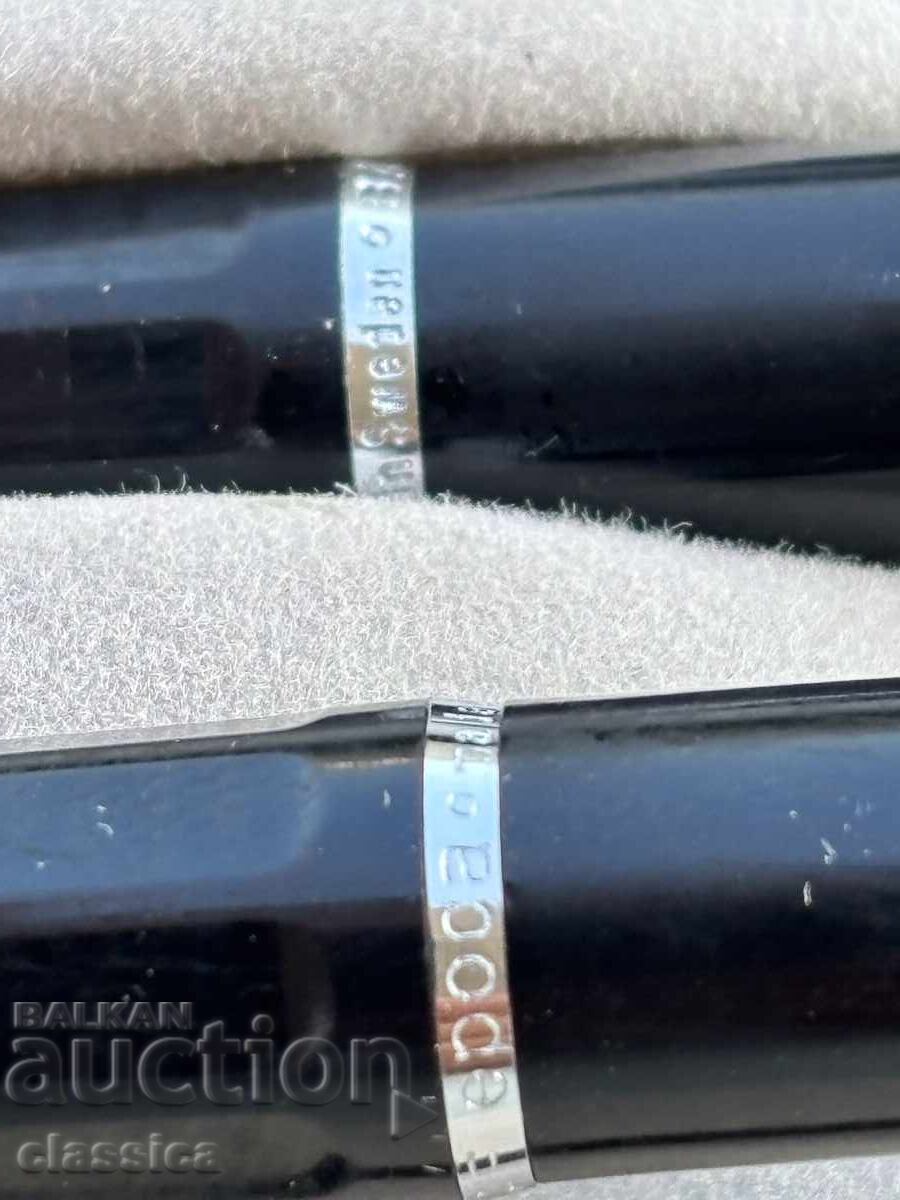 Sweden
epoca
BALKAN
auction
classica